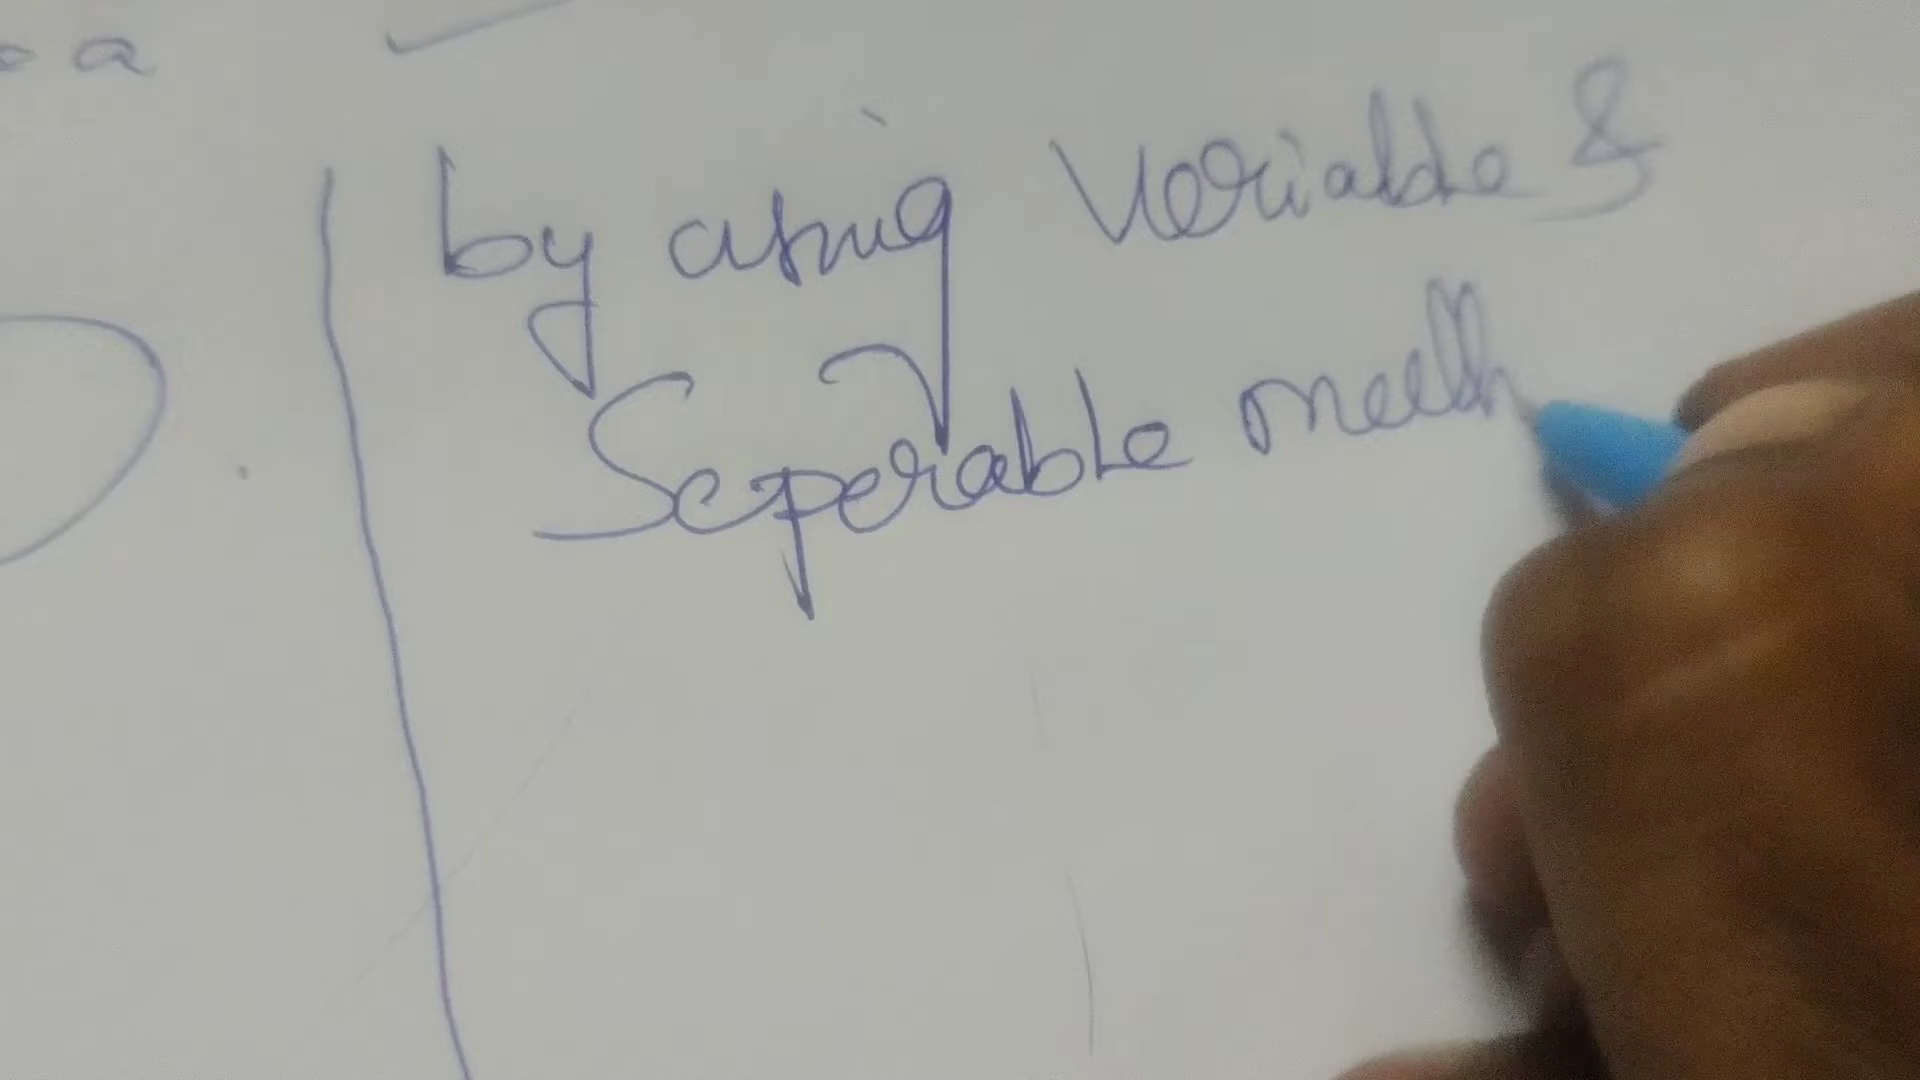 a
by using variable &
Seperable meth